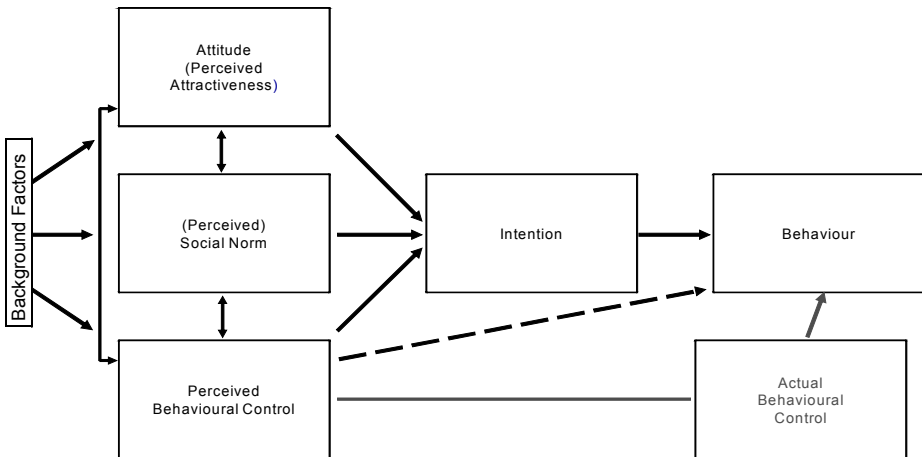 Background Factors
Attitude
(Perceived
Attractiveness)
(Perceived)
Social Norm
Perceived
Behavioural Control
Intention
Behaviour
Actual
Behavioural
Control